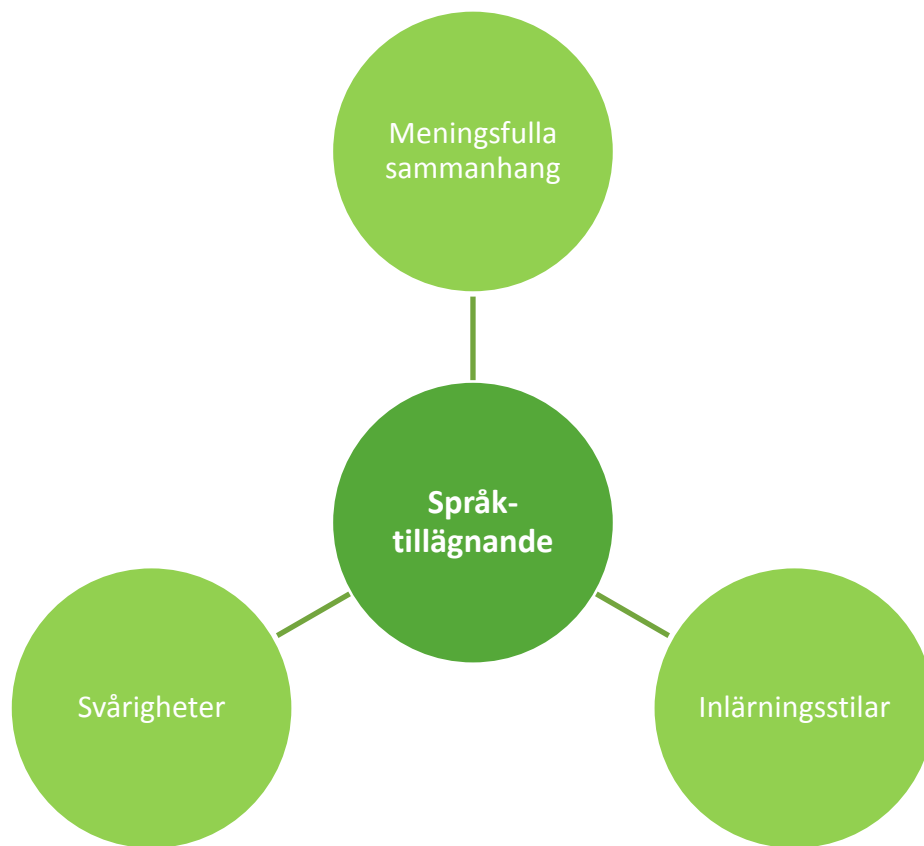 Meningsfulla
sammanhang
Språk-
tillägnande
Svårigheter
Inlärningsstilar